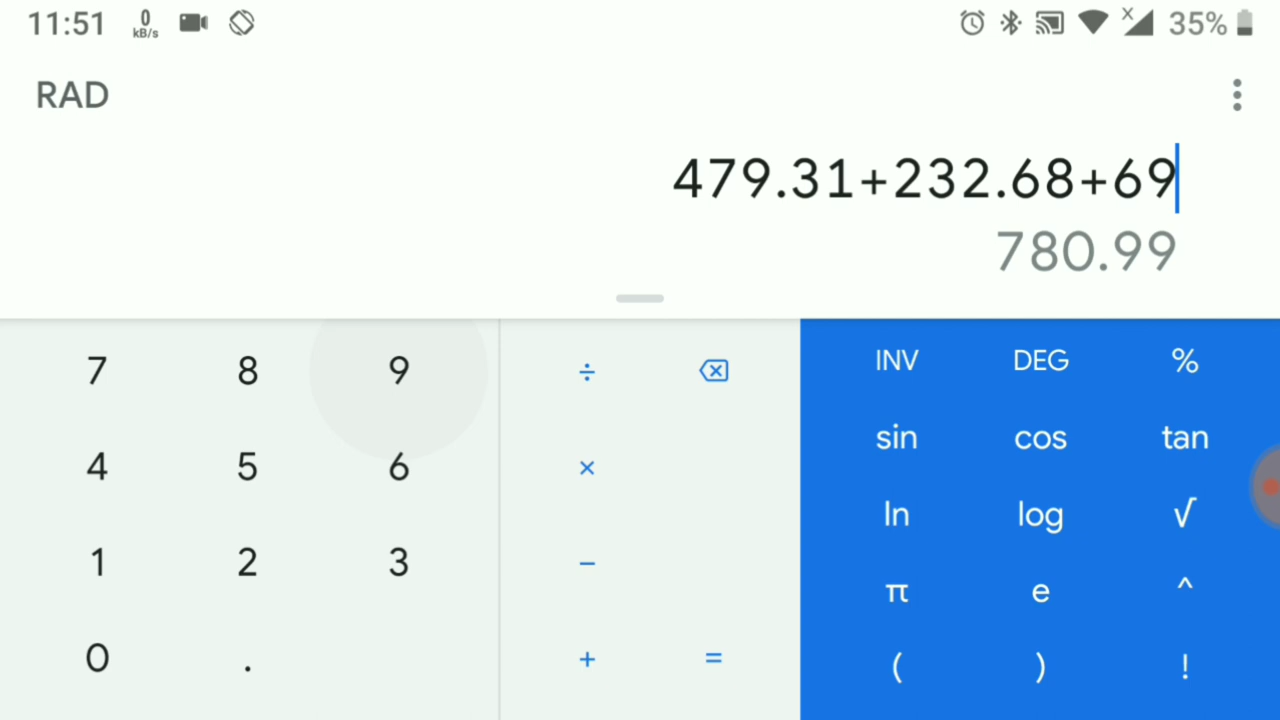 11:51 0 kB/s 35%
RAD
479.31+232.68+69
780.99
7 8 9 ÷ INV DEG %
4 5 6 × sin cos tan
1 2 3 − ln log √
0 . + = π e ^
( ) !